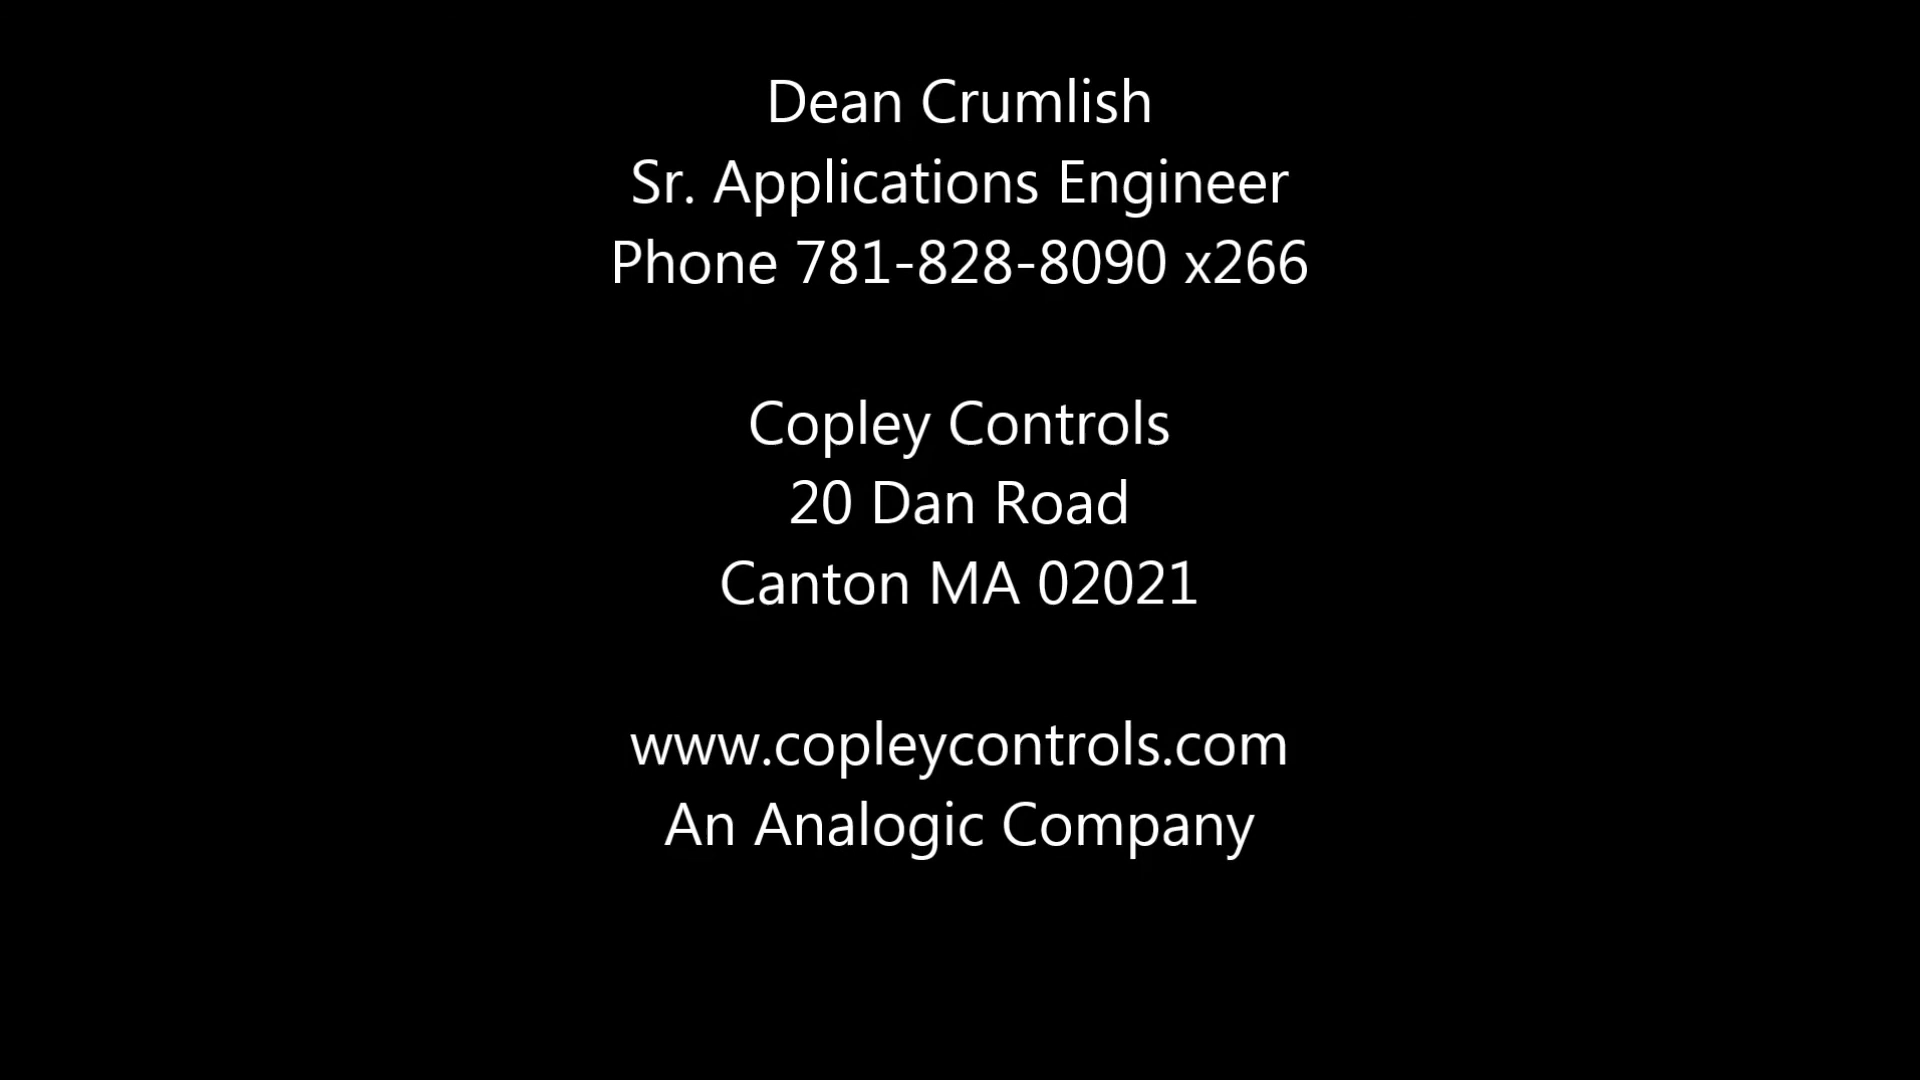 Dean Crumlish
Sr. Applications Engineer
Phone 781-828-8090 x266
Copley Controls
20 Dan Road
Canton MA 02021
www.copleycontrols.com
An Analogic Company